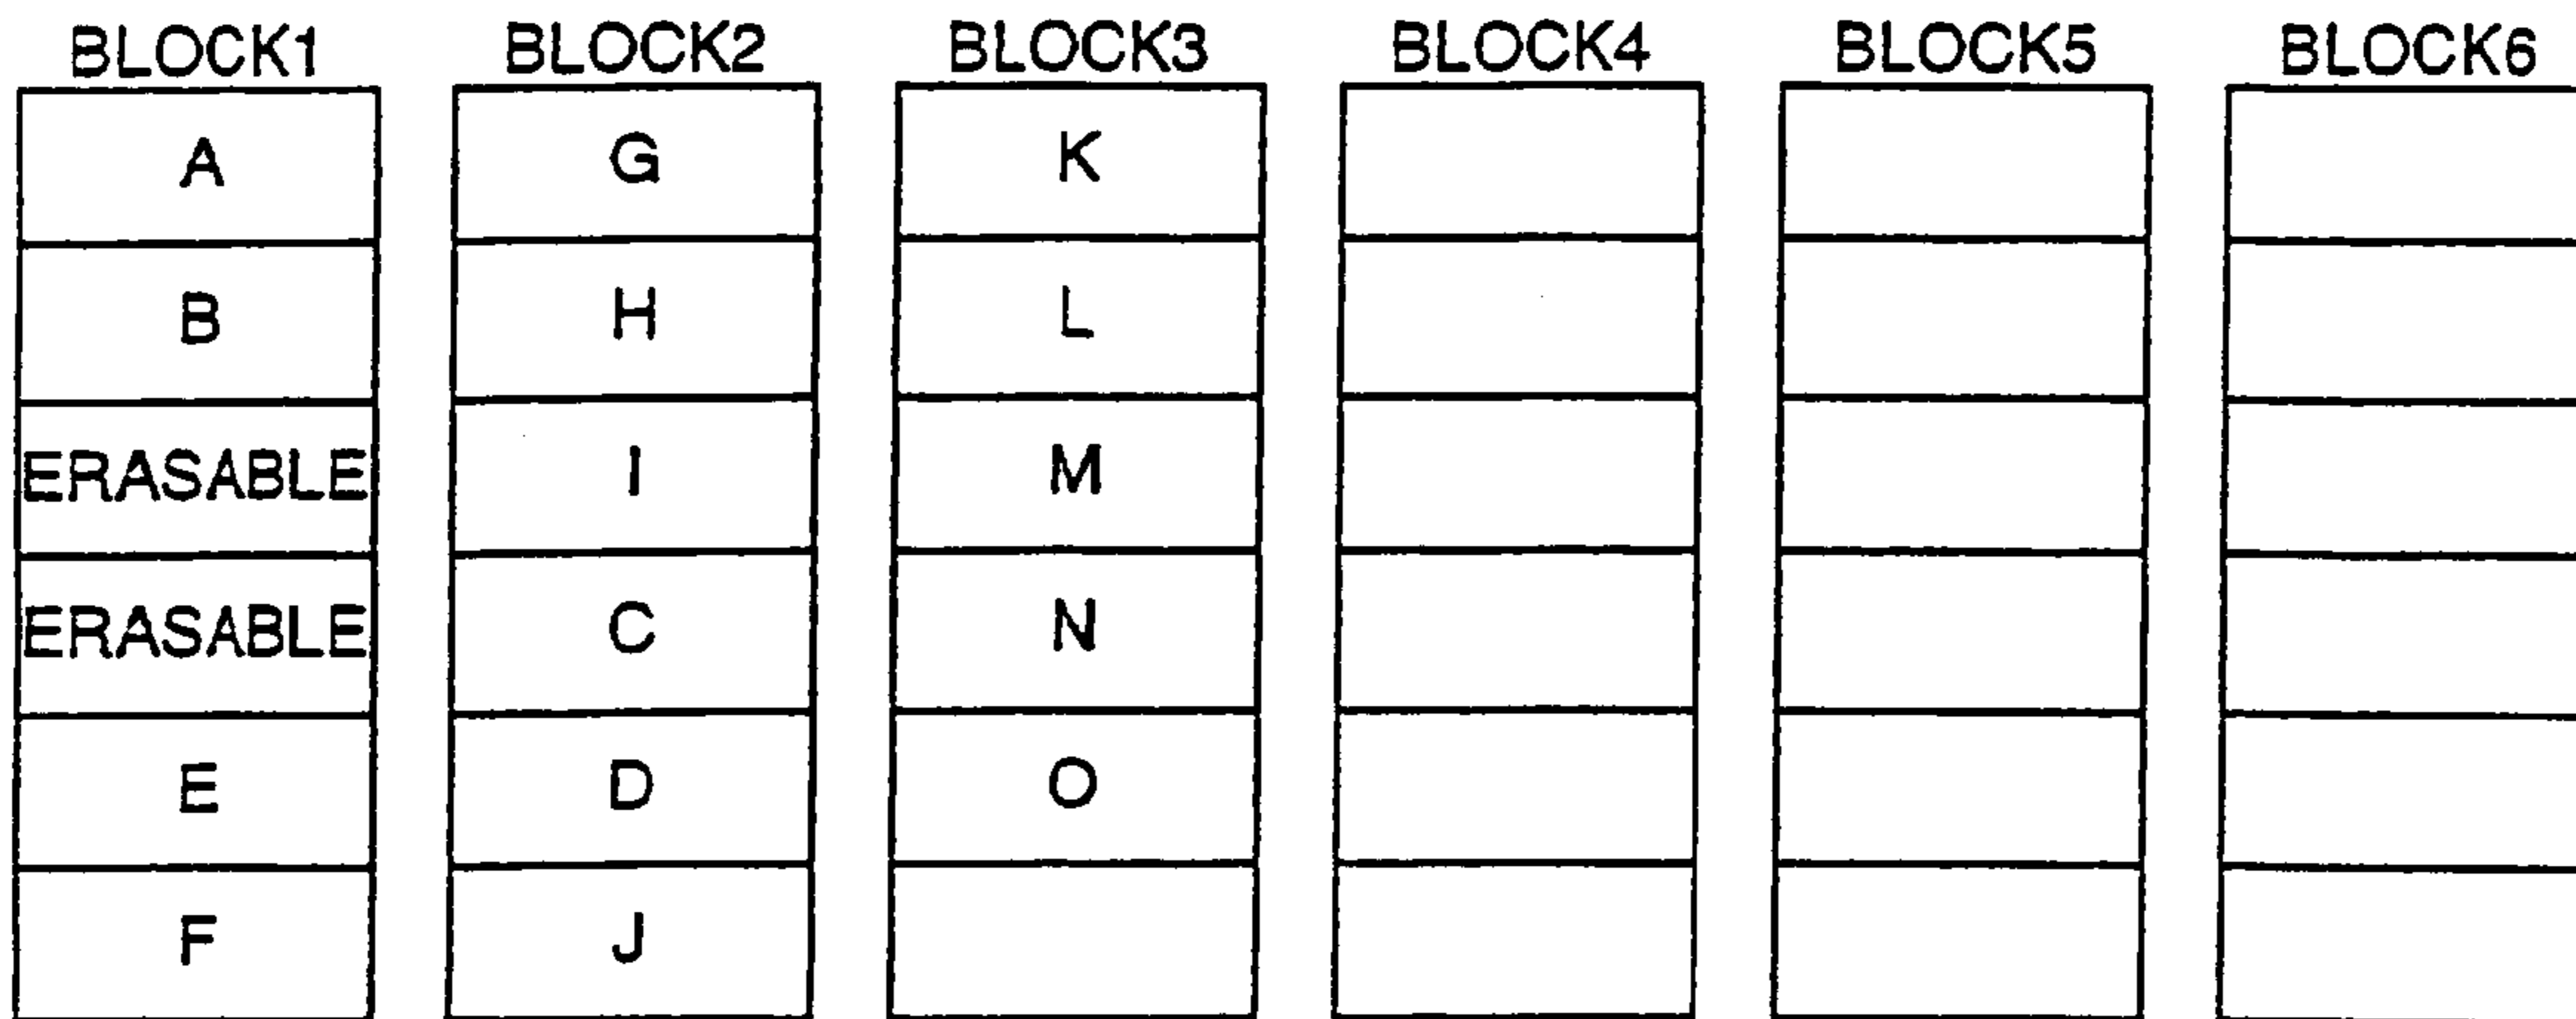 BLOCK1 BLOCK2 BLOCK3 BLOCK4 BLOCK5 BLOCK6
A G K
B H L
ERASABLE I M
ERASABLE C N
E D O
F J